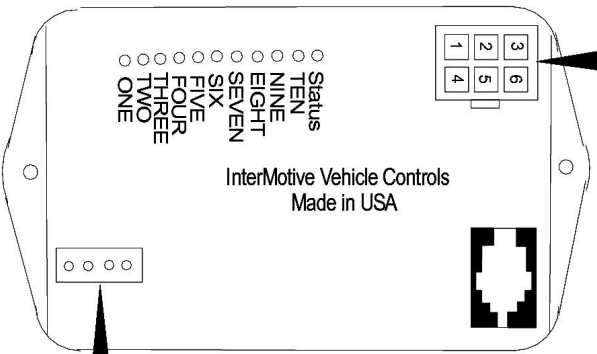 1 2 3
4 5 6
ONE
TWO
THREE
FOUR
FIVE
SIX
SEVEN
EIGHT
NINE
TEN
Status
InterMotive Vehicle Controls
Made in USA